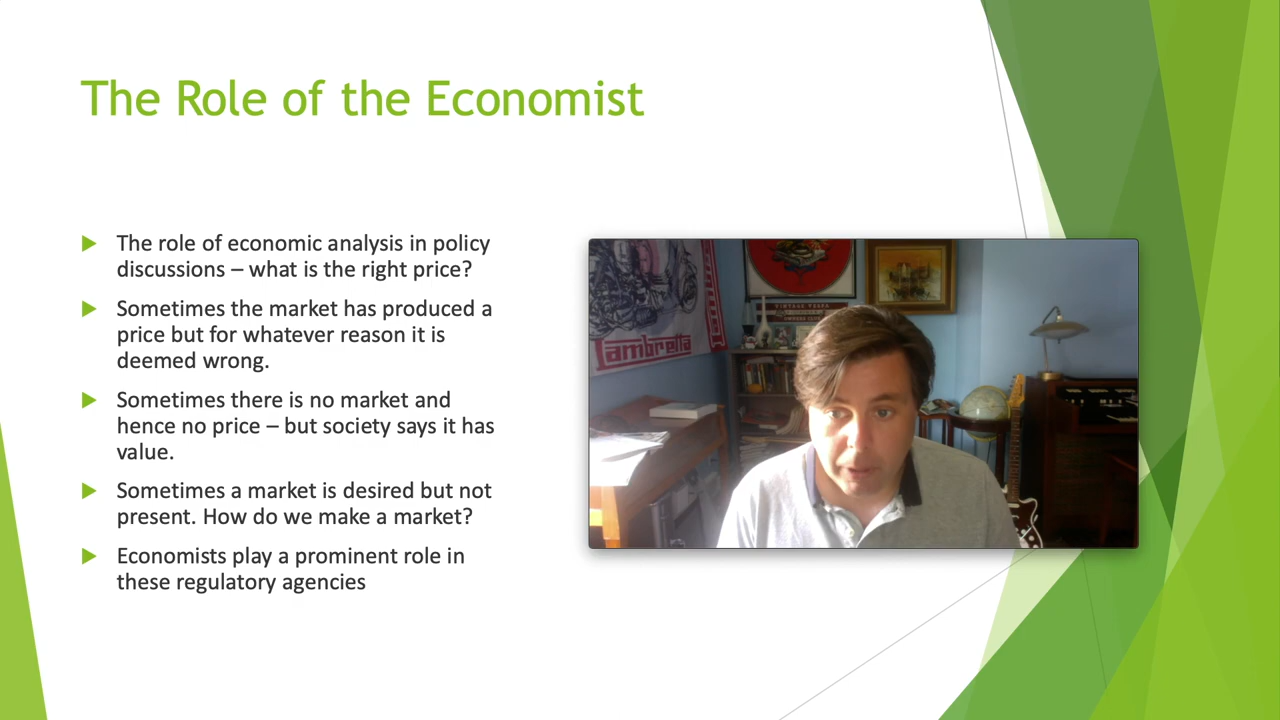 The Role of the Economist
The role of economic analysis in policy
discussions – what is the right price?
Sometimes the market has produced a
price but for whatever reason it is
deemed wrong.
Sometimes there is no market and
hence no price – but society says it has
value.
Sometimes a market is desired but not
present. How do we make a market?
Economists play a prominent role in
these regulatory agencies
Lambretta
VINTAGE YEARS